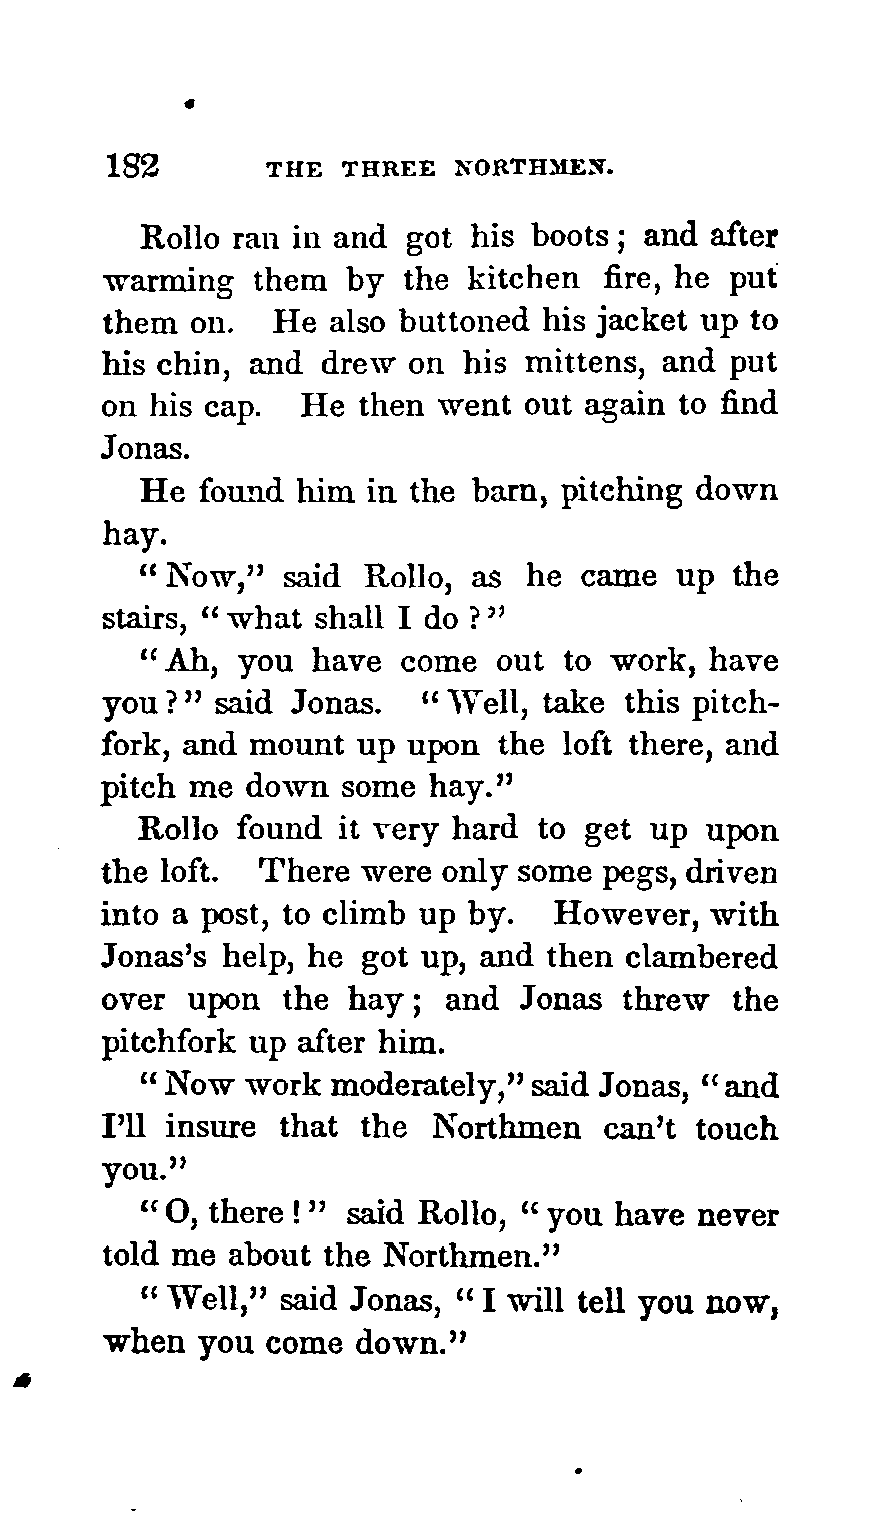 182 THE THREE NORTHMEN.
Rollo ran in and got his boots; and after
warming them by the kitchen fire, he put
them on. He also buttoned his jacket up to
his chin, and drew on his mittens, and put
on his cap. He then went out again to find
Jonas.
He found him in the barn, pitching down
hay.
"Now," said Rollo, as he came up the
stairs, "what shall I do?"
"Ah, you have come out to work, have
you?" said Jonas. "Well, take this pitch-
fork, and mount up upon the loft there, and
pitch me down some hay."
Rollo found it very hard to get up upon
the loft. There were only some pegs, driven
into a post, to climb up by. However, with
Jonas's help, he got up, and then clambered
over upon the hay; and Jonas threw the
pitchfork up after him.
"Now work moderately," said Jonas, "and
I'll insure that the Northmen can't touch
you."
"O, there!" said Rollo, "you have never
told me about the Northmen."
"Well," said Jonas, "I will tell you now,
when you come down."